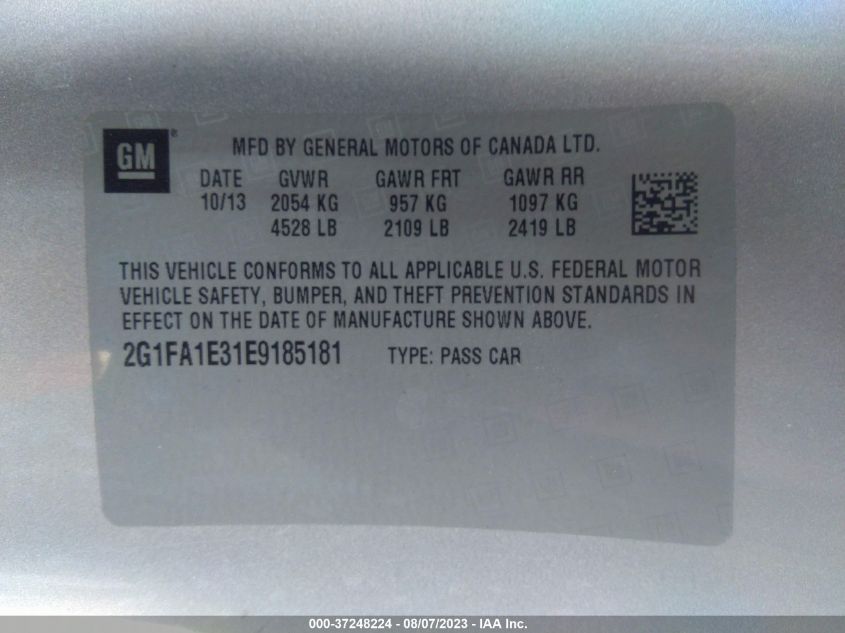 GM®
MFD BY GENERAL MOTORS OF CANADA LTD.
DATE GVWR GAWR FRT GAWR RR
10/13 2054 KG 957 KG 1097 KG
4528 LB 2109 LB 2419 LB
THIS VEHICLE CONFORMS TO ALL APPLICABLE U.S. FEDERAL MOTOR
VEHICLE SAFETY, BUMPER, AND THEFT PREVENTION STANDARDS IN
EFFECT ON THE DATE OF MANUFACTURE SHOWN ABOVE.
2G1FA1E31E9185181 TYPE: PASS CAR
000-37248224 - 08/07/2023 - IAA Inc.